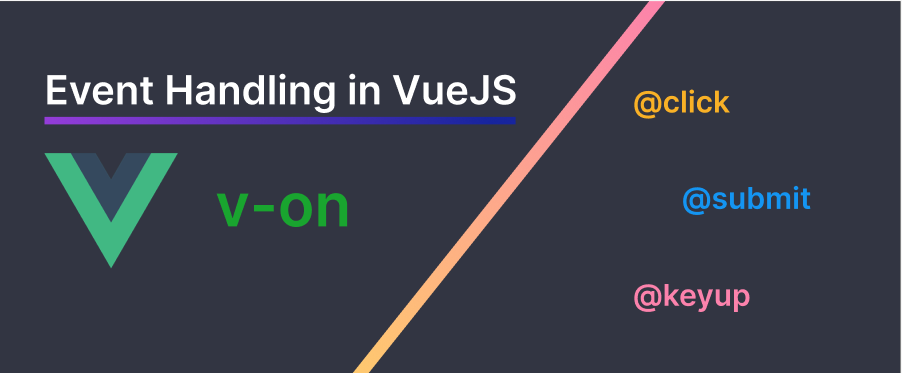 Event Handling in VueJS
v-on
@click
@submit
@keyup